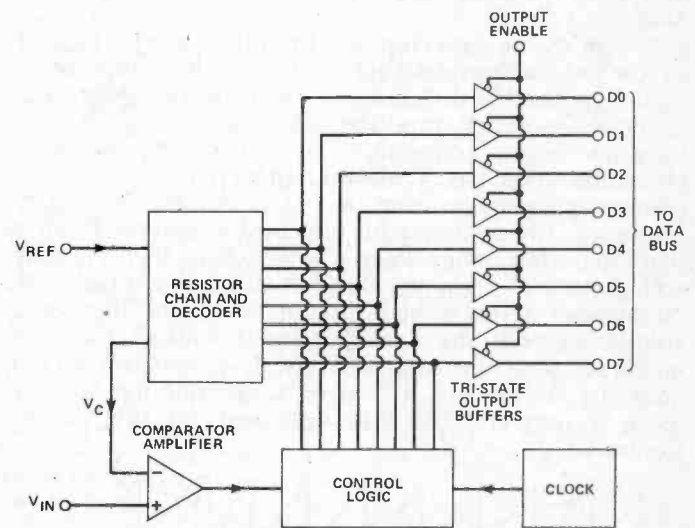 OUTPUT
ENABLE
D0
D1
D2
D3
D4
D5
D6
D7
TO
DATA
BUS
VREF
RESISTOR
CHAIN AND
DECODER
TRI-STATE
OUTPUT
BUFFERS
VC
COMPARATOR
AMPLIFIER
−
+
VIN
CONTROL
LOGIC
CLOCK